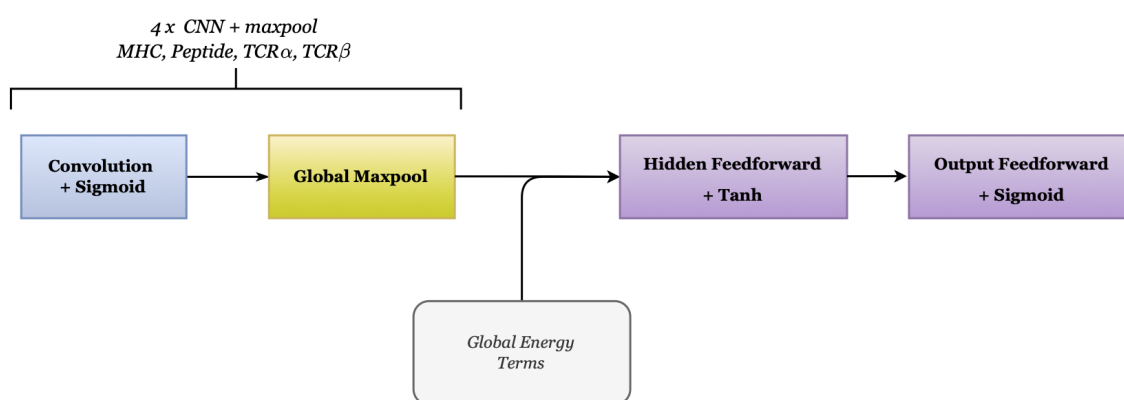 4 x CNN + maxpool
MHC, Peptide, TCRα, TCRβ
Convolution
+ Sigmoid
Global Maxpool
Hidden Feedforward
+ Tanh
Output Feedforward
+ Sigmoid
Global Energy
Terms